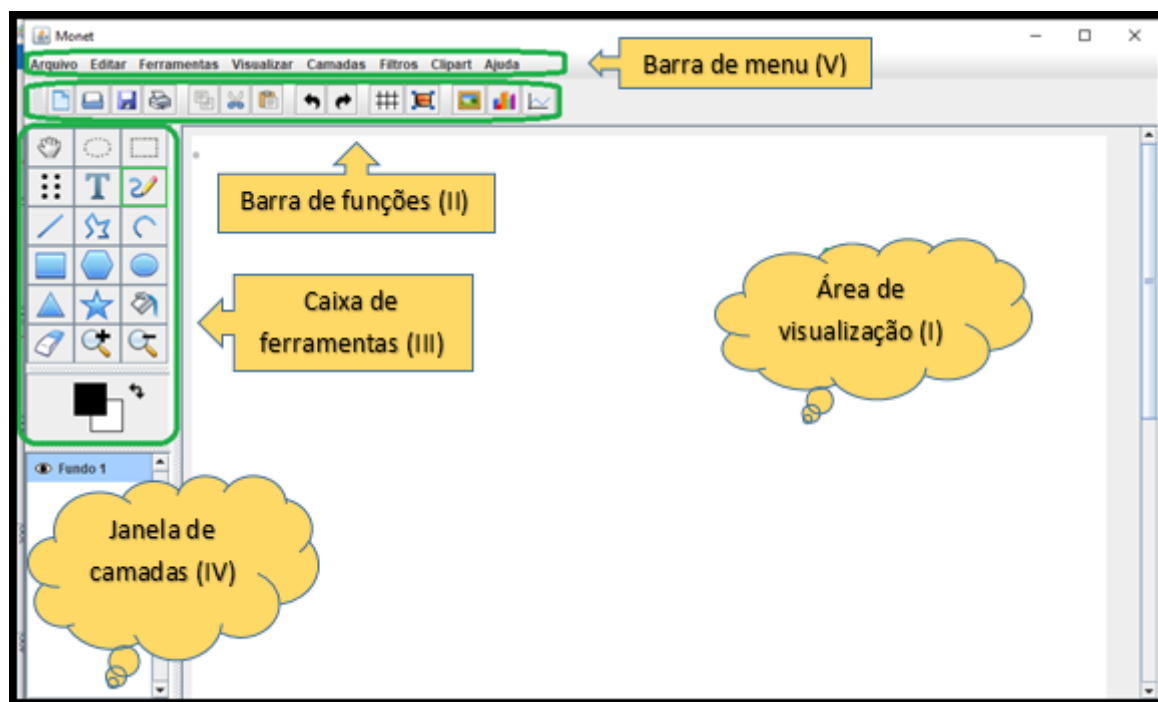 Monet
Arquivo Editar Ferramentas Visualizar Camadas Filtros Clipart Ajuda
Barra de menu (V)
Barra de funções (II)
Caixa de
ferramentas (III)
Área de
visualização (I)
Fundo 1
Janela de
camadas (IV)